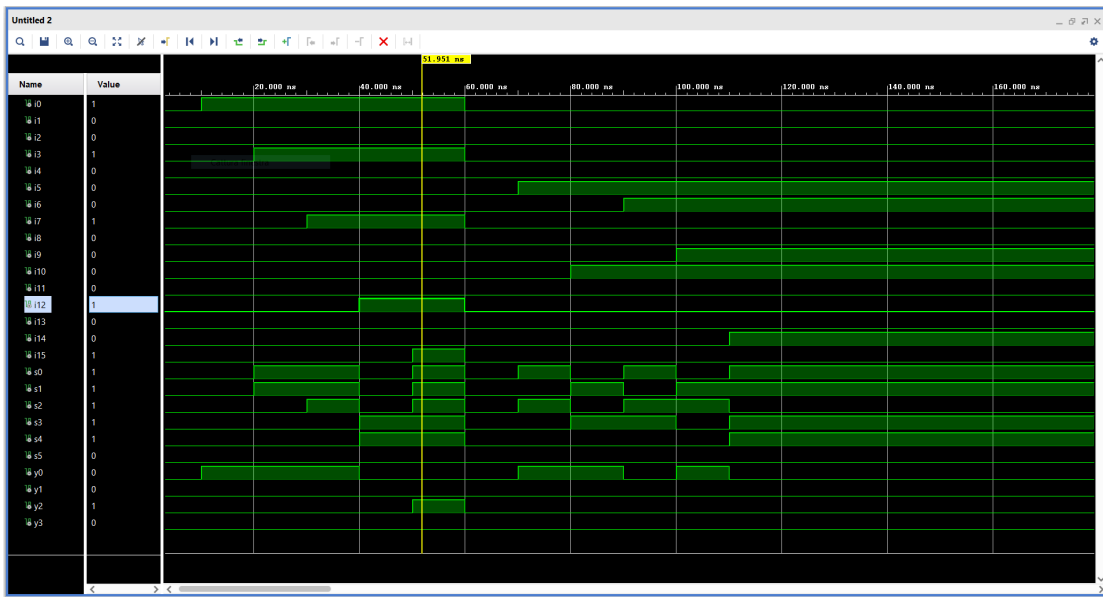 Untitled 2
51.951 ns
Name Value
20.000 ns 40.000 ns 60.000 ns 80.000 ns 100.000 ns 120.000 ns 140.000 ns 160.000 ns
i0 1
i1 0
i2 0
i3 1
i4 0
i5 0
i6 0
i7 1
i8 0
i9 0
i10 0
i11 0
i12 1
i13 0
i14 0
i15 1
s0 1
s1 1
s2 1
s3 1
s4 1
s5 0
y0 0
y1 0
y2 1
y3 0